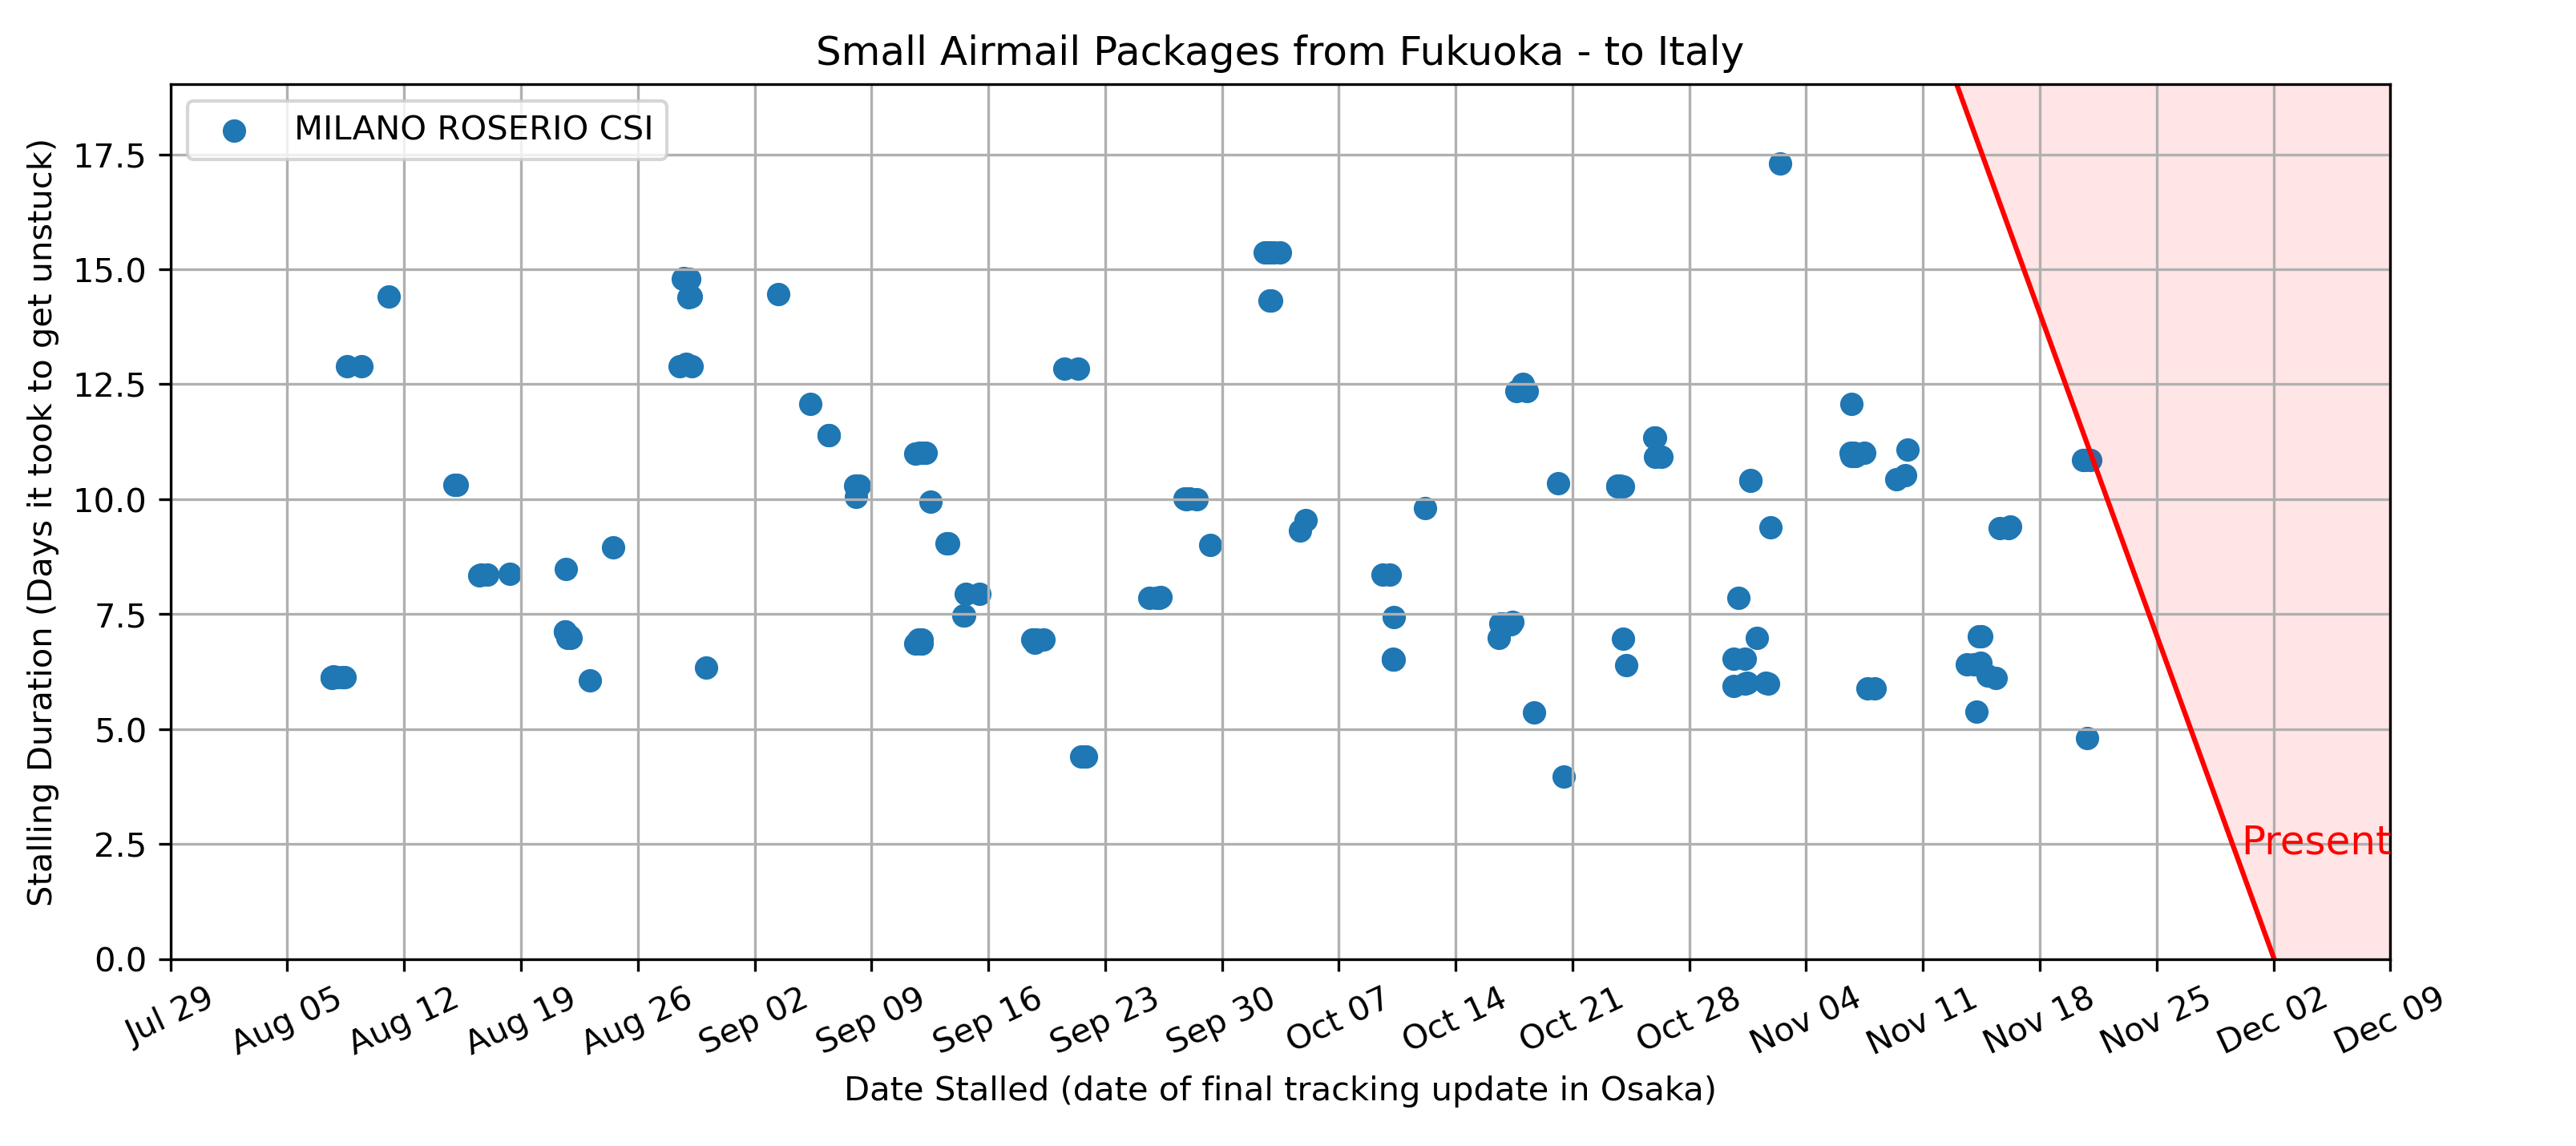 Small Airmail Packages from Fukuoka - to Italy
MILANO ROSERIO CSI
Stalling Duration (Days it took to get unstuck)
17.5
15.0
12.5
10.0
7.5
5.0
2.5
0.0
Present
Jul 29
Aug 05
Aug 12
Aug 19
Aug 26
Sep 02
Sep 09
Sep 16
Sep 23
Sep 30
Oct 07
Oct 14
Oct 21
Oct 28
Nov 04
Nov 11
Nov 18
Nov 25
Dec 02
Dec 09
Date Stalled (date of final tracking update in Osaka)